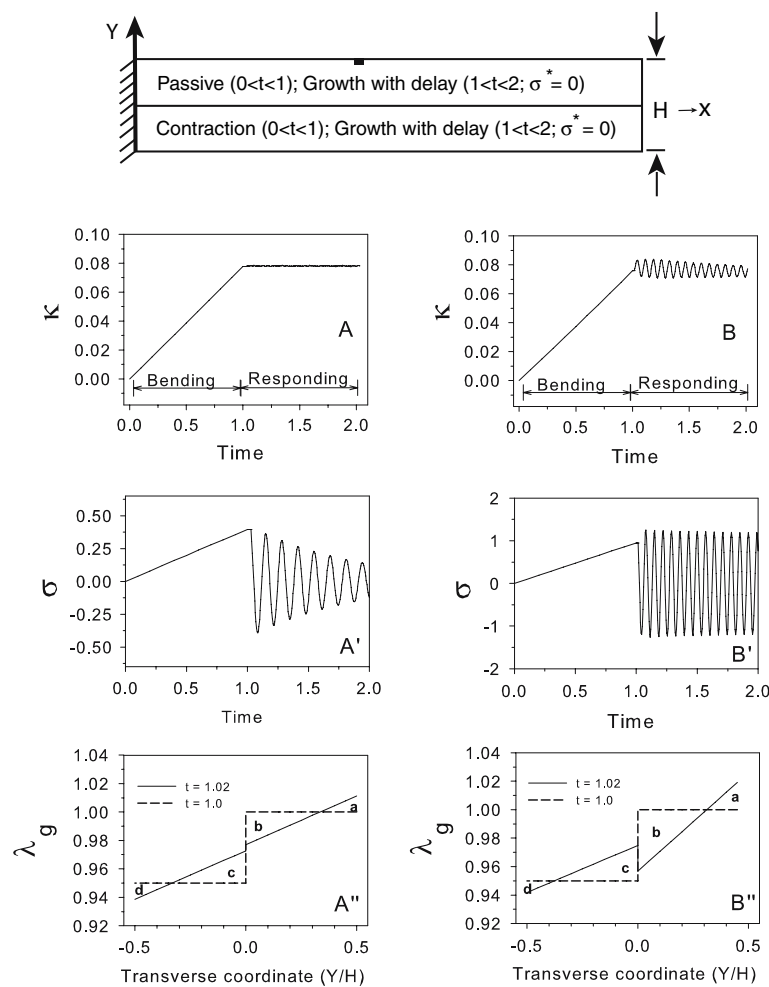 Y
Passive (0<t<1); Growth with delay (1<t<2; σ* = 0)
Contraction (0<t<1); Growth with delay (1<t<2; σ* = 0)
H → x
0.10
0.08
0.06
0.04
0.02
0.00
κ
A
Bending
Responding
0.0 0.5 1.0 1.5 2.0
Time
0.10
0.08
0.06
0.04
0.02
0.00
κ
B
Bending
Responding
0.0 0.5 1.0 1.5 2.0
Time
0.50
0.25
0.00
-0.25
-0.50
σ
A'
0.0 0.5 1.0 1.5 2.0
Time
2
1
0
-1
-2
σ
B'
0.0 0.5 1.0 1.5 2.0
Time
1.04
1.02
1.00
0.98
0.96
0.94
0.92
λg
t = 1.02
t = 1.0
a
b
c
d
A"
-0.5 0.0 0.5
Transverse coordinate (Y/H)
1.04
1.02
1.00
0.98
0.96
0.94
0.92
λg
t = 1.02
t = 1.0
a
b
c
d
B"
-0.5 0.0 0.5
Transverse coordinate (Y/H)